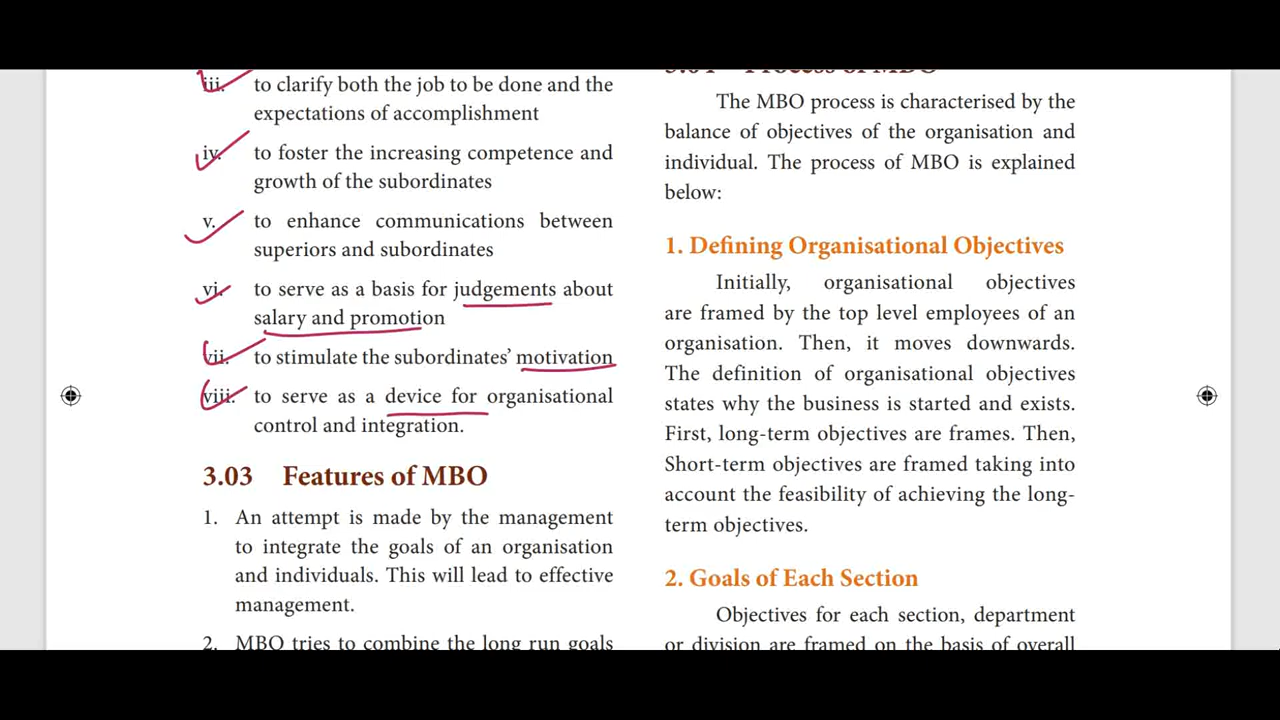 iii. to clarify both the job to be done and the
expectations of accomplishment
iv. to foster the increasing competence and
growth of the subordinates
v. to enhance communications between
superiors and subordinates
vi. to serve as a basis for judgements about
salary and promotion
vii. to stimulate the subordinates’ motivation
viii. to serve as a device for organisational
control and integration.
3.03 Features of MBO
1. An attempt is made by the management
to integrate the goals of an organisation
and individuals. This will lead to effective
management.
2. MBO tries to combine the long run goals
3.04 Process of MBO
The MBO process is characterised by the
balance of objectives of the organisation and
individual. The process of MBO is explained
below:
1. Defining Organisational Objectives
Initially, organisational objectives
are framed by the top level employees of an
organisation. Then, it moves downwards.
The definition of organisational objectives
states why the business is started and exists.
First, long-term objectives are frames. Then,
Short-term objectives are framed taking into
account the feasibility of achieving the long-
term objectives.
2. Goals of Each Section
Objectives for each section, department
or division are framed on the basis of overall